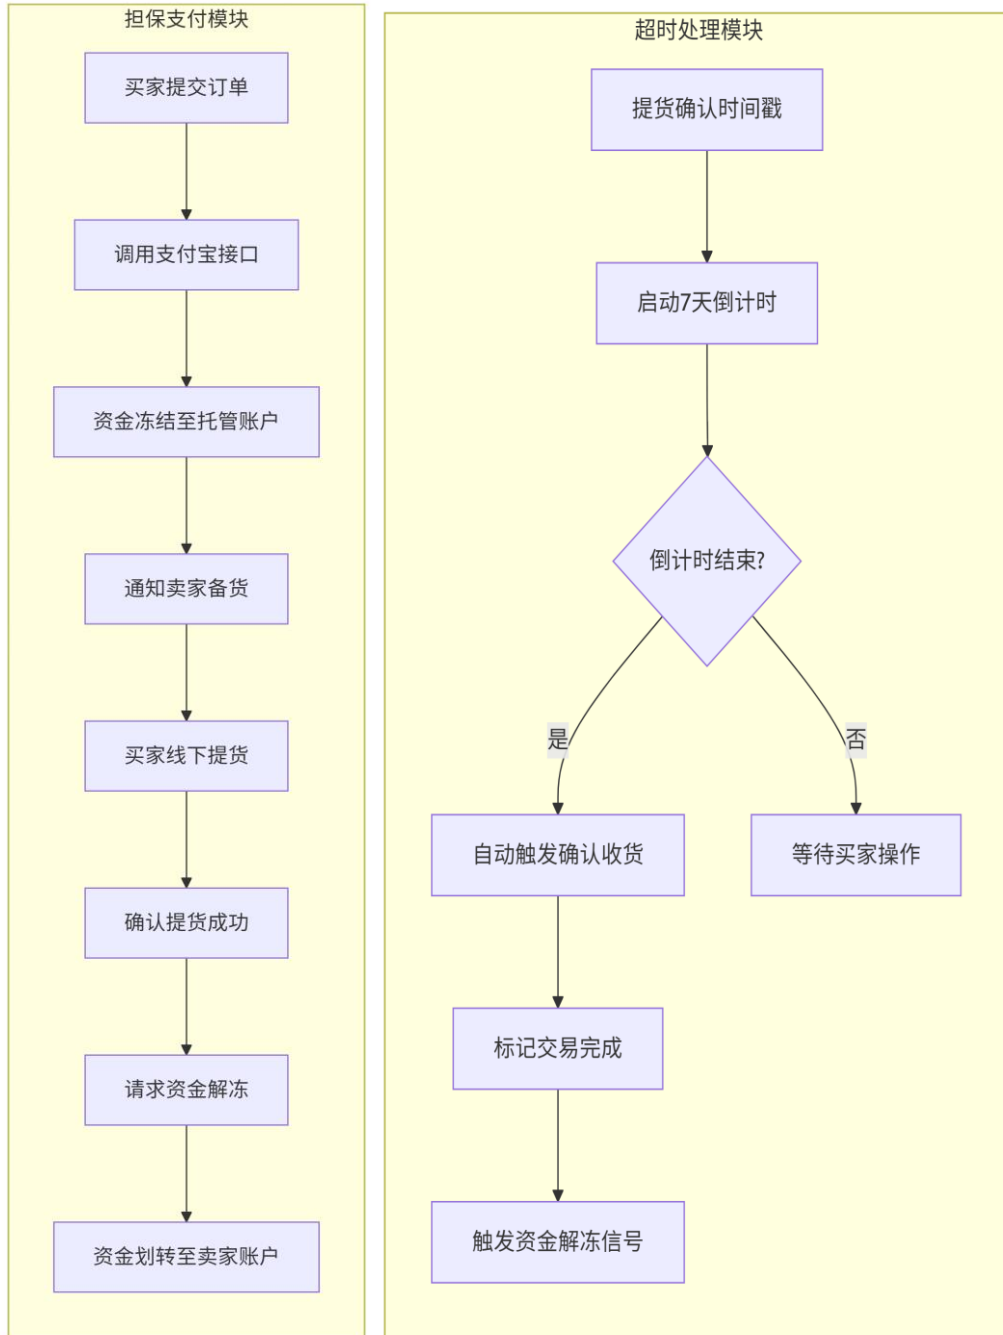 担保支付模块
买家提交订单
调用支付宝接口
资金冻结至托管账户
通知卖家备货
买家线下提货
确认提货成功
请求资金解冻
资金划转至卖家账户
超时处理模块
提货确认时间戳
启动7天倒计时
倒计时结束?
是
否
自动触发确认收货
等待买家操作
标记交易完成
触发资金解冻信号